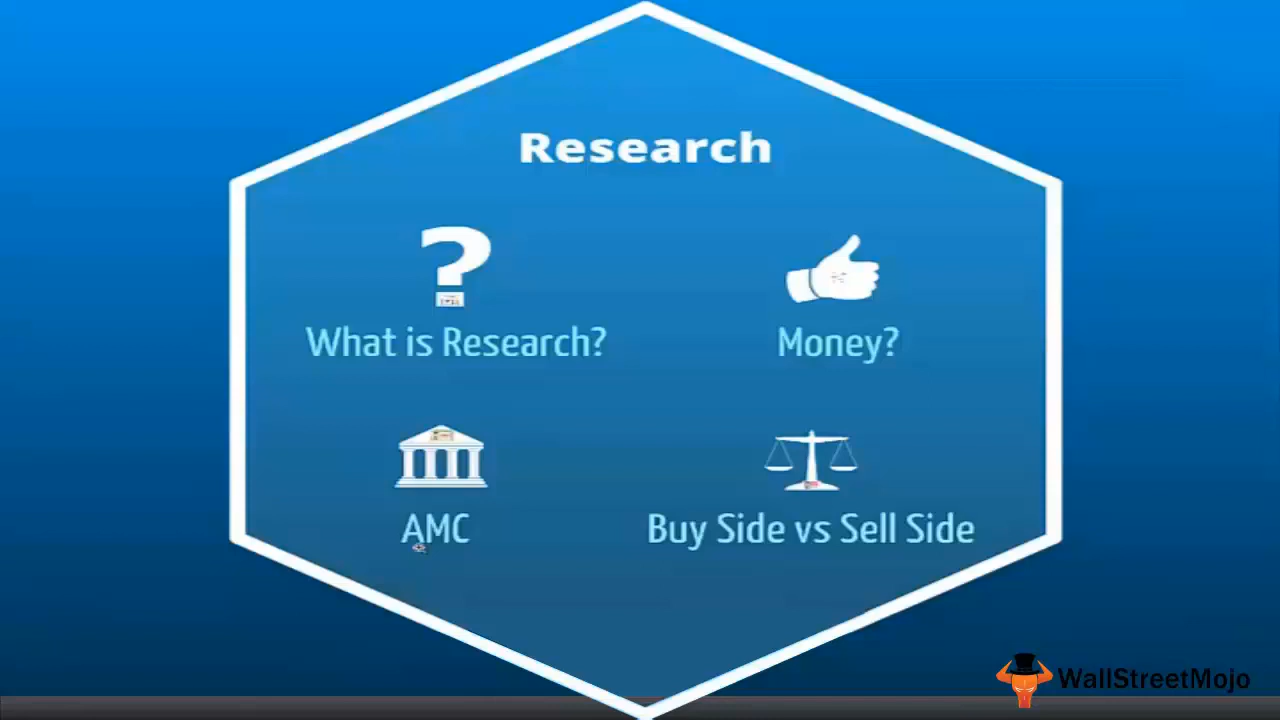 Research
?
What is Research?
Money?
AMC
Buy Side vs Sell Side
WallStreetMojo